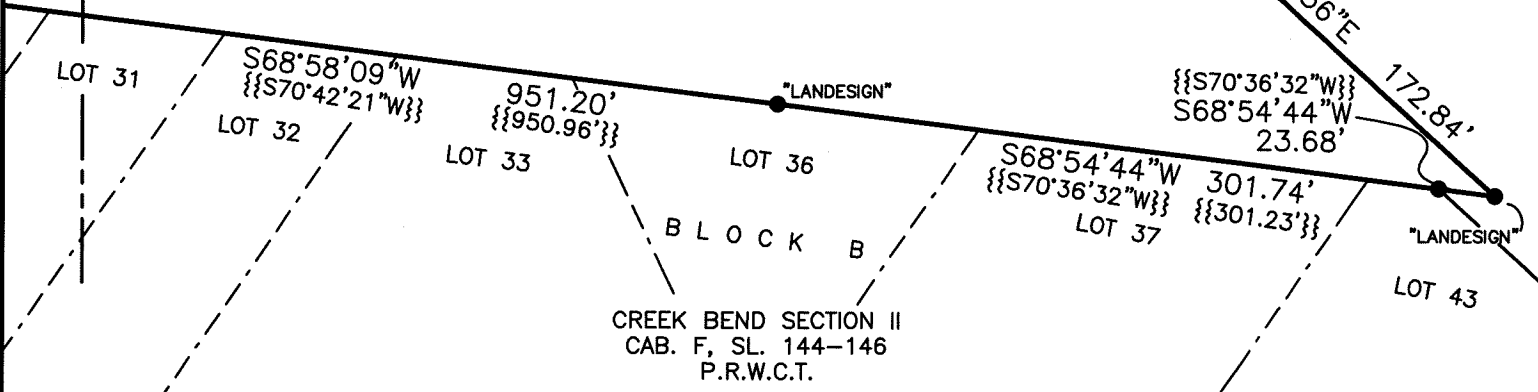 LOT 31
S68°58'09"W
{{S70°42'21"W}}
LOT 32
951.20'
{{950.96'}}
LOT 33
"LANDESIGN"
LOT 36
BLOCK B
S68°54'44"W
{{S70°36'32"W}}
301.74'
{{301.23'}}
LOT 37
56"E
172.84'
{{S70°36'32"W}}
S68°54'44"W
23.68'
"LANDESIGN"
LOT 43
CREEK BEND SECTION II
CAB. F, SL. 144-146
P.R.W.C.T.